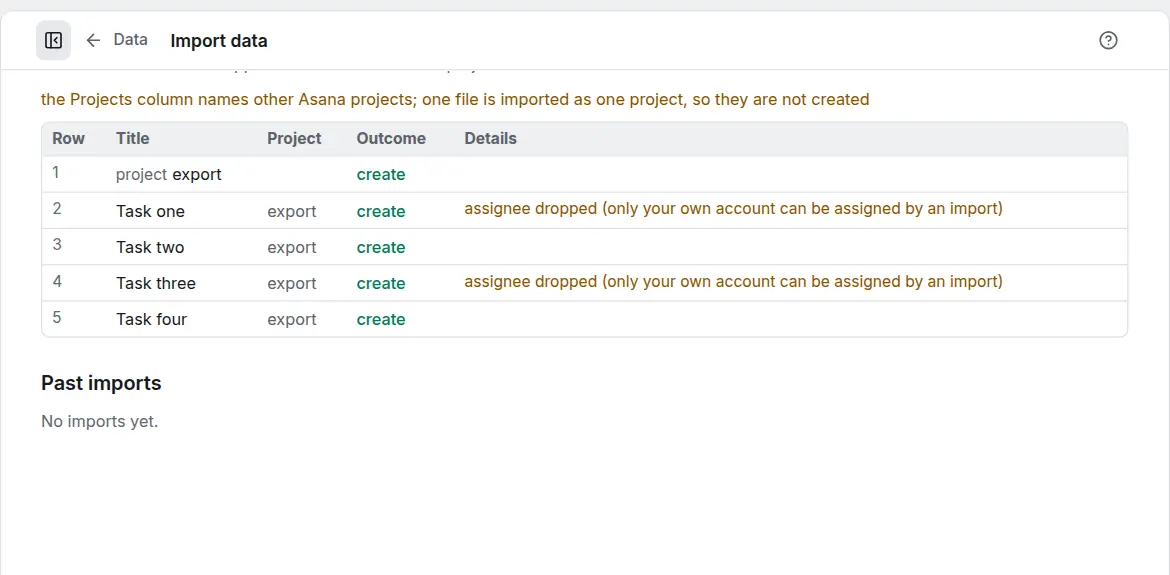 Data Import data
the Projects column names other Asana projects; one file is imported as one project, so they are not created
Row Title Project Outcome Details
1 project export create
2 Task one export create assignee dropped (only your own account can be assigned by an import)
3 Task two export create
4 Task three export create assignee dropped (only your own account can be assigned by an import)
5 Task four export create
Past imports
No imports yet.